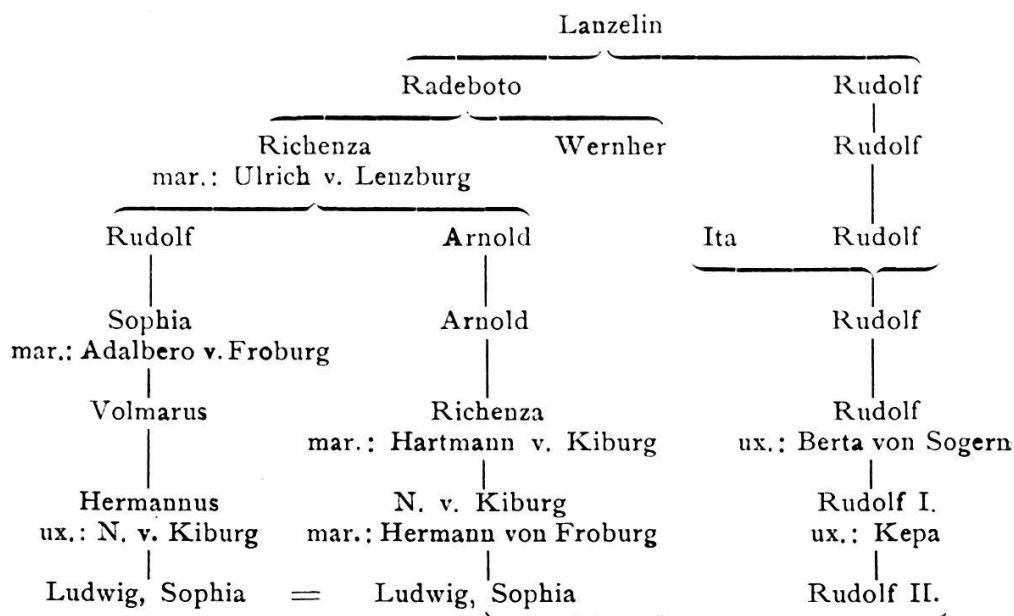 Lanzelin
Radeboto Rudolf
Richenza Wernher Rudolf
mar.: Ulrich v. Lenzburg
Rudolf Arnold Ita Rudolf
Sophia Arnold Rudolf
mar.: Adalbero v. Froburg
Volmarus Richenza Rudolf
mar.: Hartmann v. Kiburg ux.: Berta von Sogern
Hermannus N. v. Kiburg Rudolf I.
ux.: N. v. Kiburg mar.: Hermann von Froburg ux.: Kepa
Ludwig, Sophia = Ludwig, Sophia Rudolf II.